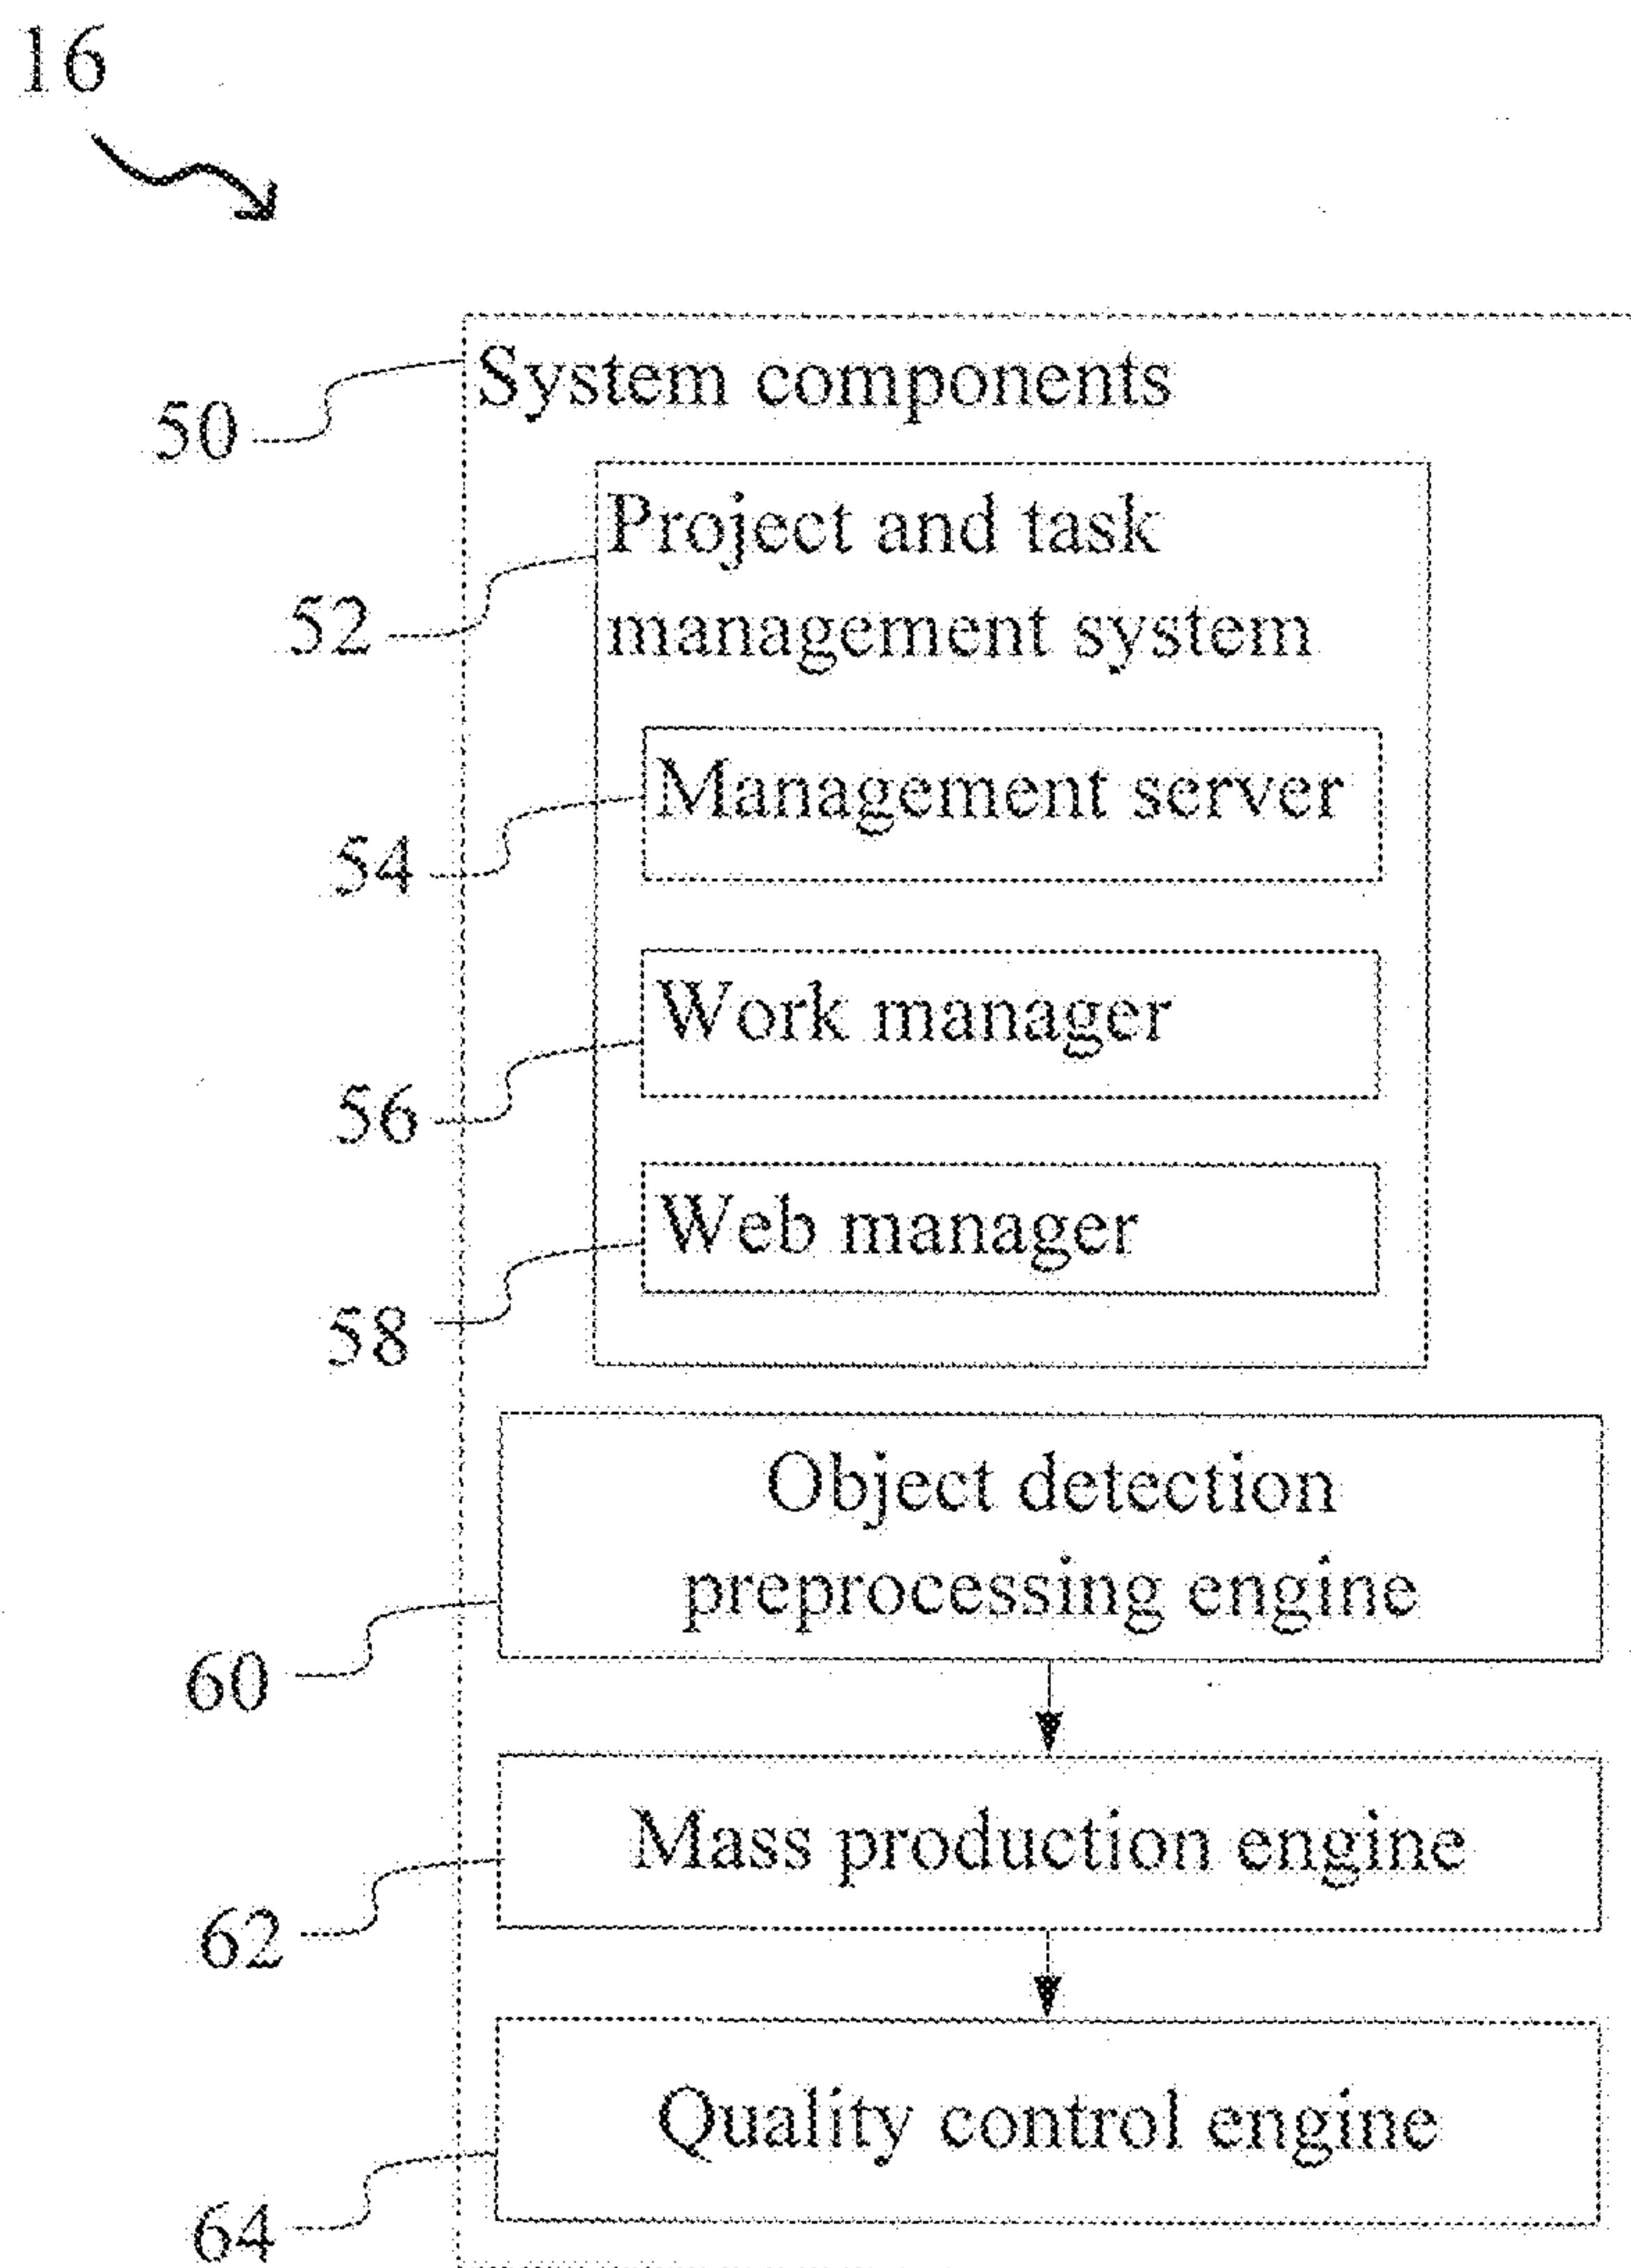 16
System components
50
Project and task
52
management system
Management server
54
Work manager
56
Web manager
58
Object detection
preprocessing engine
60
Mass production engine
62
Quality control engine
64